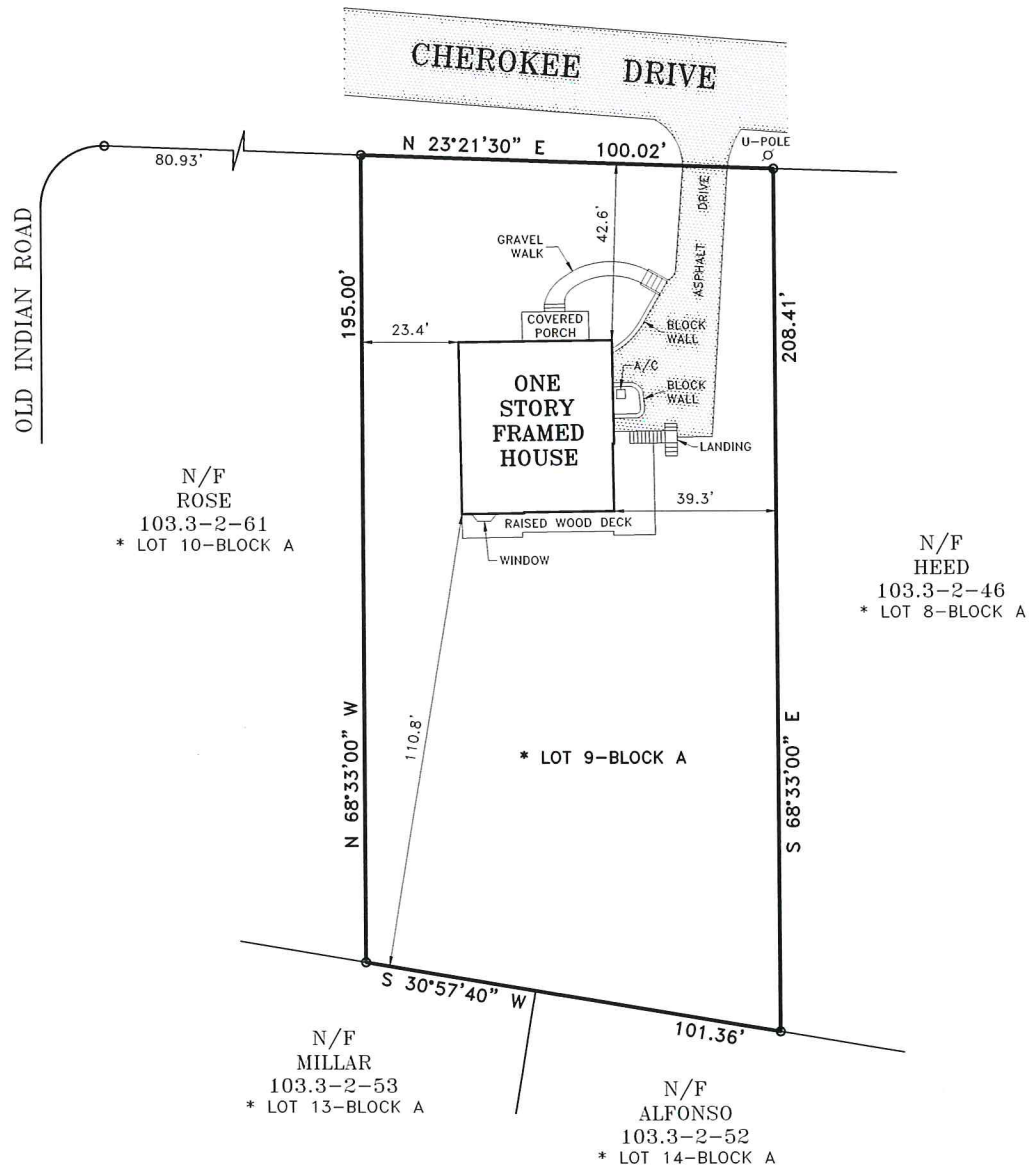 CHEROKEE DRIVE
U-POLE
N 23°21'30" E 100.02'
80.93'
OLD INDIAN ROAD
195.00'
N 68°33'00" W
42.6'
GRAVEL
WALK
ASPHALT DRIVE
208.41'
S 68°33'00" E
COVERED
PORCH
BLOCK
WALL
23.4'
A/C
BLOCK
WALL
ONE
STORY
FRAMED
HOUSE
LANDING
39.3'
RAISED WOOD DECK
WINDOW
N/F
ROSE
103.3-2-61
* LOT 10-BLOCK A
N/F
HEED
103.3-2-46
* LOT 8-BLOCK A
110.8'
* LOT 9-BLOCK A
S 30°57'40" W
101.36'
N/F
MILLAR
103.3-2-53
* LOT 13-BLOCK A
N/F
ALFONSO
103.3-2-52
* LOT 14-BLOCK A